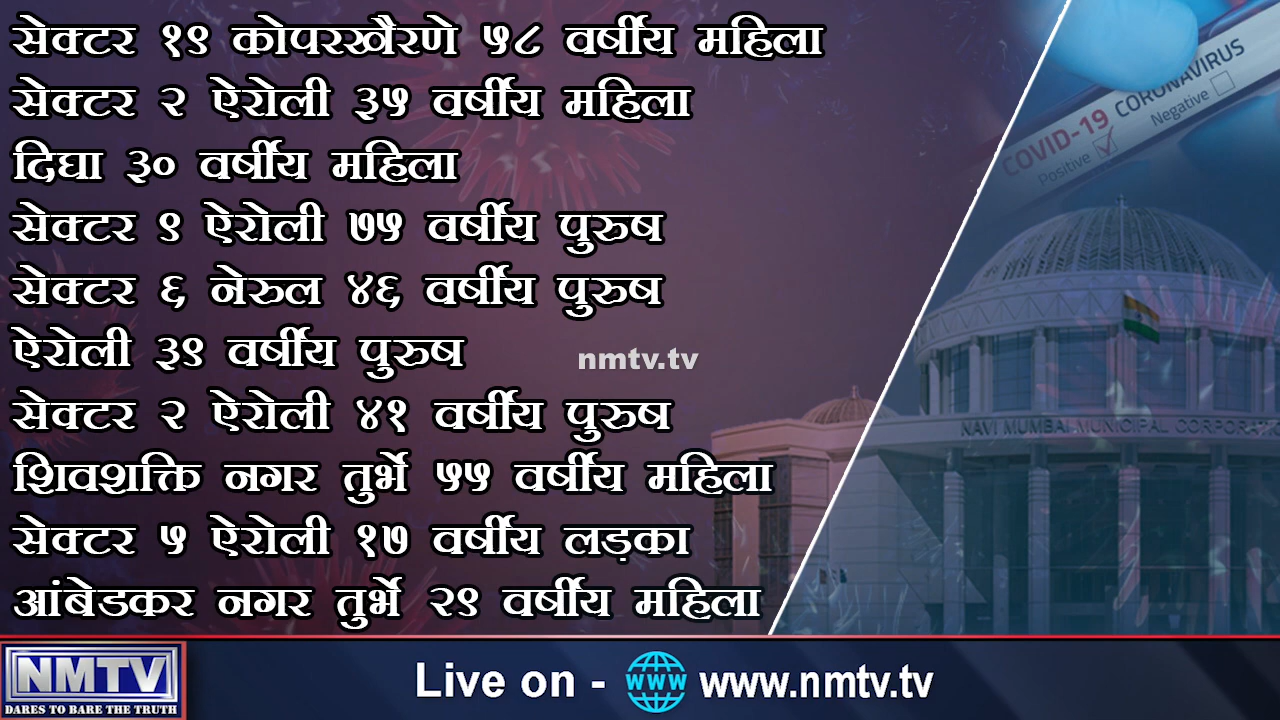 सेक्टर १९ कोपरखैरणे ५८ वर्षीय महिला
सेक्टर २ ऐरोली ३५ वर्षीय महिला
दिघा ३० वर्षीय महिला
सेक्टर ९ ऐरोली ७५ वर्षीय पुरुष
सेक्टर ६ नेरुल ४६ वर्षीय पुरुष
ऐरोली ३९ वर्षीय पुरुष
सेक्टर २ ऐरोली ४१ वर्षीय पुरुष
शिवशक्ति नगर तुर्भे ५५ वर्षीय महिला
सेक्टर ५ ऐरोली १७ वर्षीय लड़का
आंबेडकर नगर तुर्भे २९ वर्षीय महिला
nmtv.tv
COVID-19 CORONAVIRUS
Positive Negative
NAVI MUMBAI MUNICIPAL CORPORATIO
NMTV
DARES TO BARE THE TRUTH
Live on - www www.nmtv.tv